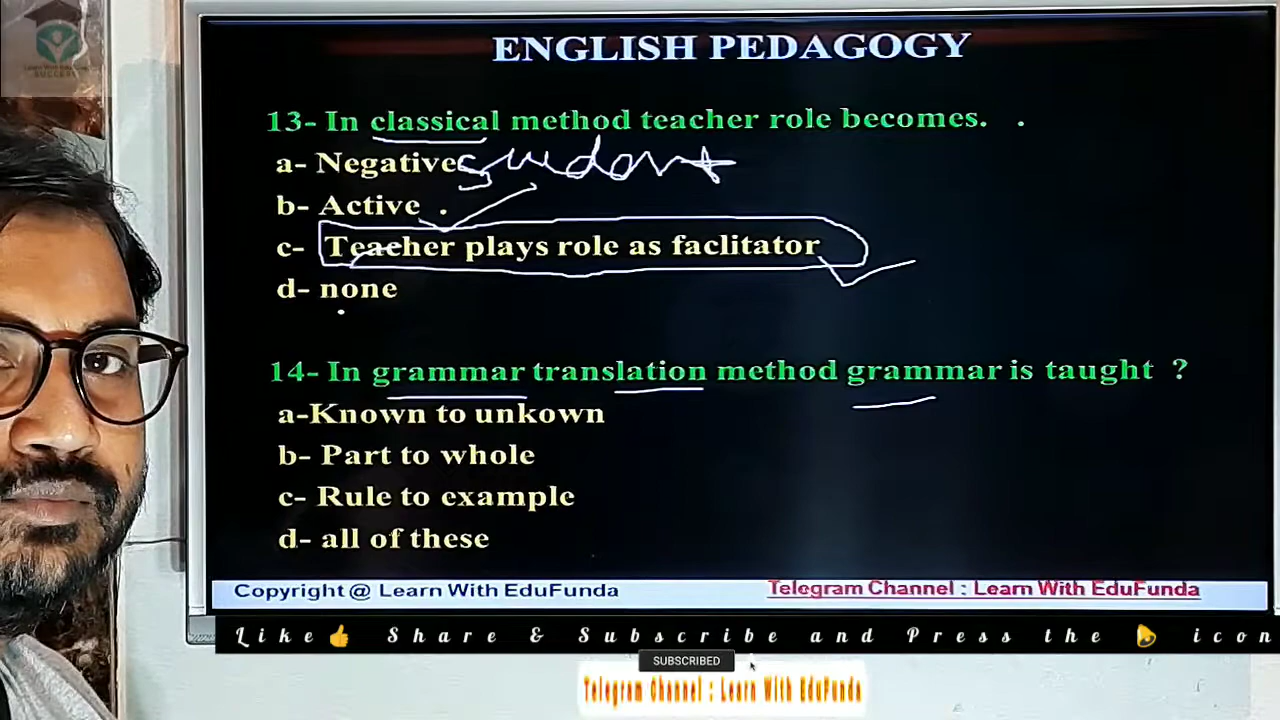 ENGLISH PEDAGOGY
13- In classical method teacher role becomes. .
a- Negative
b- Active .
c- Teacher plays role as faclitator
d- none
14- In grammar translation method grammar is taught ?
a-Known to unkown
b- Part to whole
c- Rule to example
d- all of these
Copyright @ Learn With EduFunda
Telegram Channel : Learn With EduFunda
Like👍 Share & Subscribe and Press the 🔔 icon
SUBSCRIBED
Telegram Channel : Learn With EduFunda